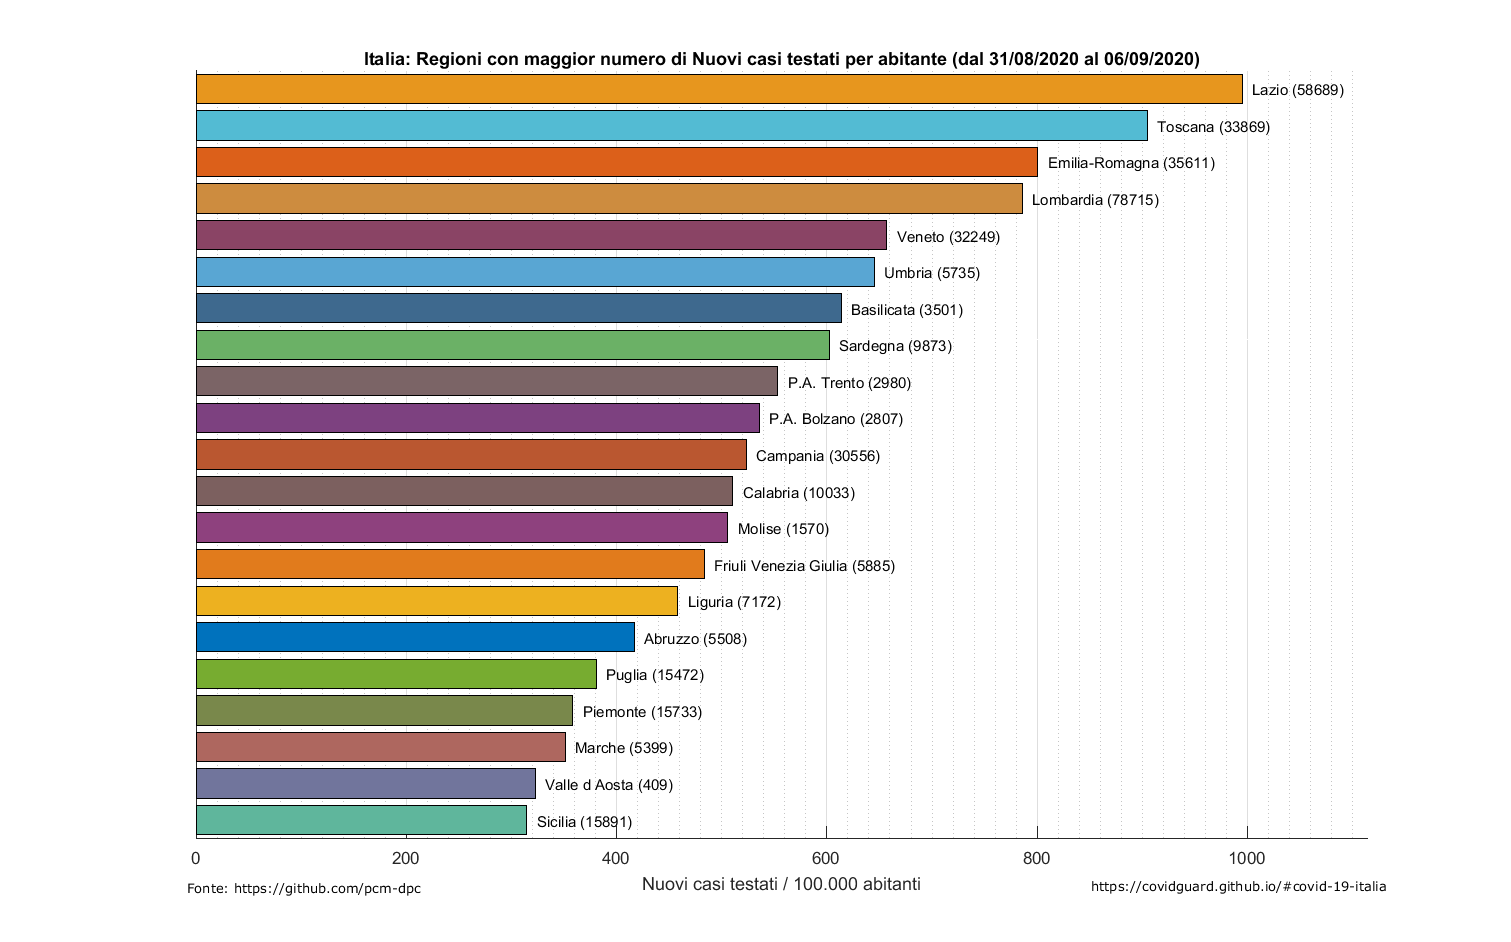 Italia: Regioni con maggior numero di Nuovi casi testati per abitante (dal 31/08/2020 al 06/09/2020)
Lazio (58689)
Toscana (33869)
Emilia-Romagna (35611)
Lombardia (78715)
Veneto (32249)
Umbria (5735)
Basilicata (3501)
Sardegna (9873)
P.A. Trento (2980)
P.A. Bolzano (2807)
Campania (30556)
Calabria (10033)
Molise (1570)
Friuli Venezia Giulia (5885)
Liguria (7172)
Abruzzo (5508)
Puglia (15472)
Piemonte (15733)
Marche (5399)
Valle d Aosta (409)
Sicilia (15891)
0 200 400 600 800 1000
Nuovi casi testati / 100.000 abitanti
Fonte: https://github.com/pcm-dpc
https://covidguard.github.io/#covid-19-italia